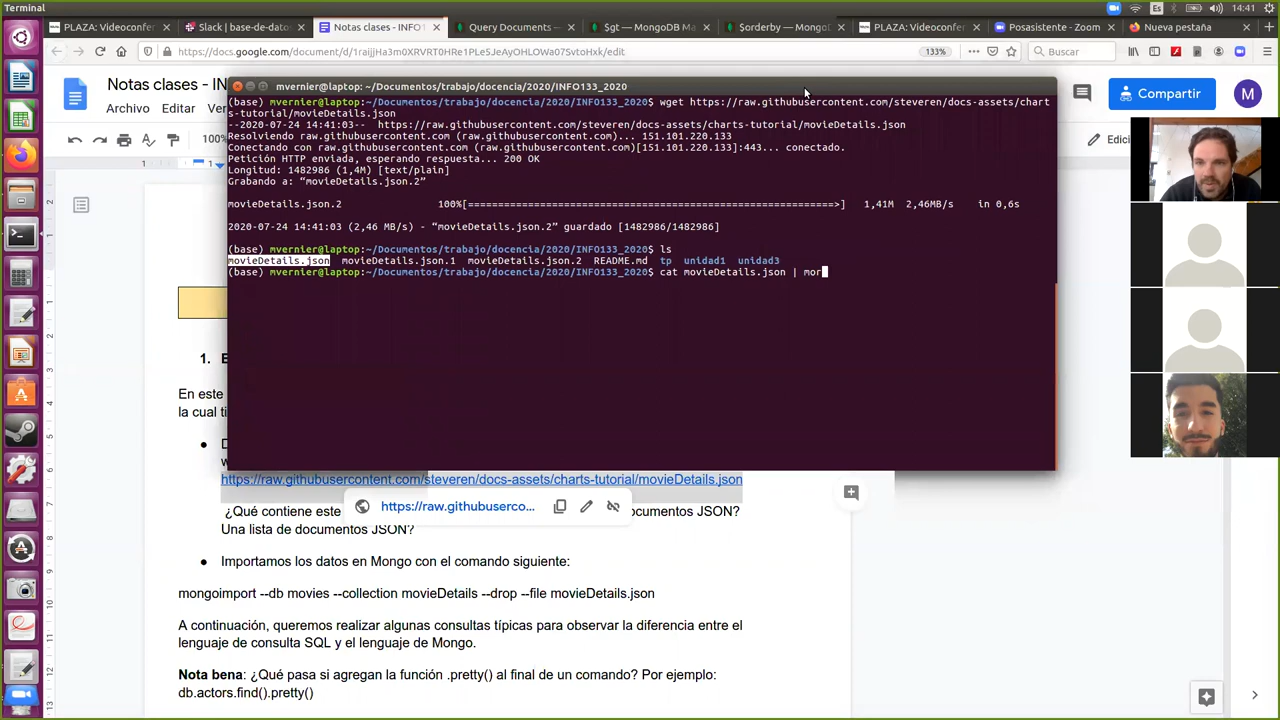 Terminal
Es
14:41
PLAZA: Videoconfer
Slack | base-de-dato
Notas clases - INFO1
Query Documents —
$gt — MongoDB Ma
$orderby — MongoD
PLAZA: Videoconfer
Posasistente - Zoom
Nueva pestaña
https://docs.google.com/document/d/1raijjHa3m0XRVRT0HRe1PLe5JeAyOHLOWa07SvtoHxk/edit
133%
Buscar
Notas clases - IN
Archivo Editar Ver
Compartir
M
100%
Edici
mvernier@laptop: ~/Documentos/trabajo/docencia/2020/INFO133_2020
(base) mvernier@laptop:~/Documentos/trabajo/docencia/2020/INFO133_2020$ wget https://raw.githubusercontent.com/steveren/docs-assets/chart
s-tutorial/movieDetails.json
--2020-07-24 14:41:03-- https://raw.githubusercontent.com/steveren/docs-assets/charts-tutorial/movieDetails.json
Resolviendo raw.githubusercontent.com (raw.githubusercontent.com)... 151.101.220.133
Conectando con raw.githubusercontent.com (raw.githubusercontent.com)[151.101.220.133]:443... conectado.
Petición HTTP enviada, esperando respuesta... 200 OK
Longitud: 1482986 (1,4M) [text/plain]
Grabando a: “movieDetails.json.2”
movieDetails.json.2 100%[=====================================================>] 1,41M 2,46MB/s in 0,6s
2020-07-24 14:41:03 (2,46 MB/s) - “movieDetails.json.2” guardado [1482986/1482986]
(base) mvernier@laptop:~/Documentos/trabajo/docencia/2020/INFO133_2020$ ls
movieDetails.json movieDetails.json.1 movieDetails.json.2 README.md tp unidad1 unidad3
(base) mvernier@laptop:~/Documentos/trabajo/docencia/2020/INFO133_2020$ cat movieDetails.json | mor
1. E
En este
la cual ti
D
w
https://raw.githubusercontent.com/steveren/docs-assets/charts-tutorial/movieDetails.json
¿Qué contiene este
https://raw.githubuserco...
ocumentos JSON?
Una lista de documentos JSON?
● Importamos los datos en Mongo con el comando siguiente:
mongoimport --db movies --collection movieDetails --drop --file movieDetails.json
A continuación, queremos realizar algunas consultas típicas para observar la diferencia entre el
lenguaje de consulta SQL y el lenguaje de Mongo.
Nota bena: ¿Qué pasa si agregan la función .pretty() al final de un comando? Por ejemplo:
db.actors.find().pretty()